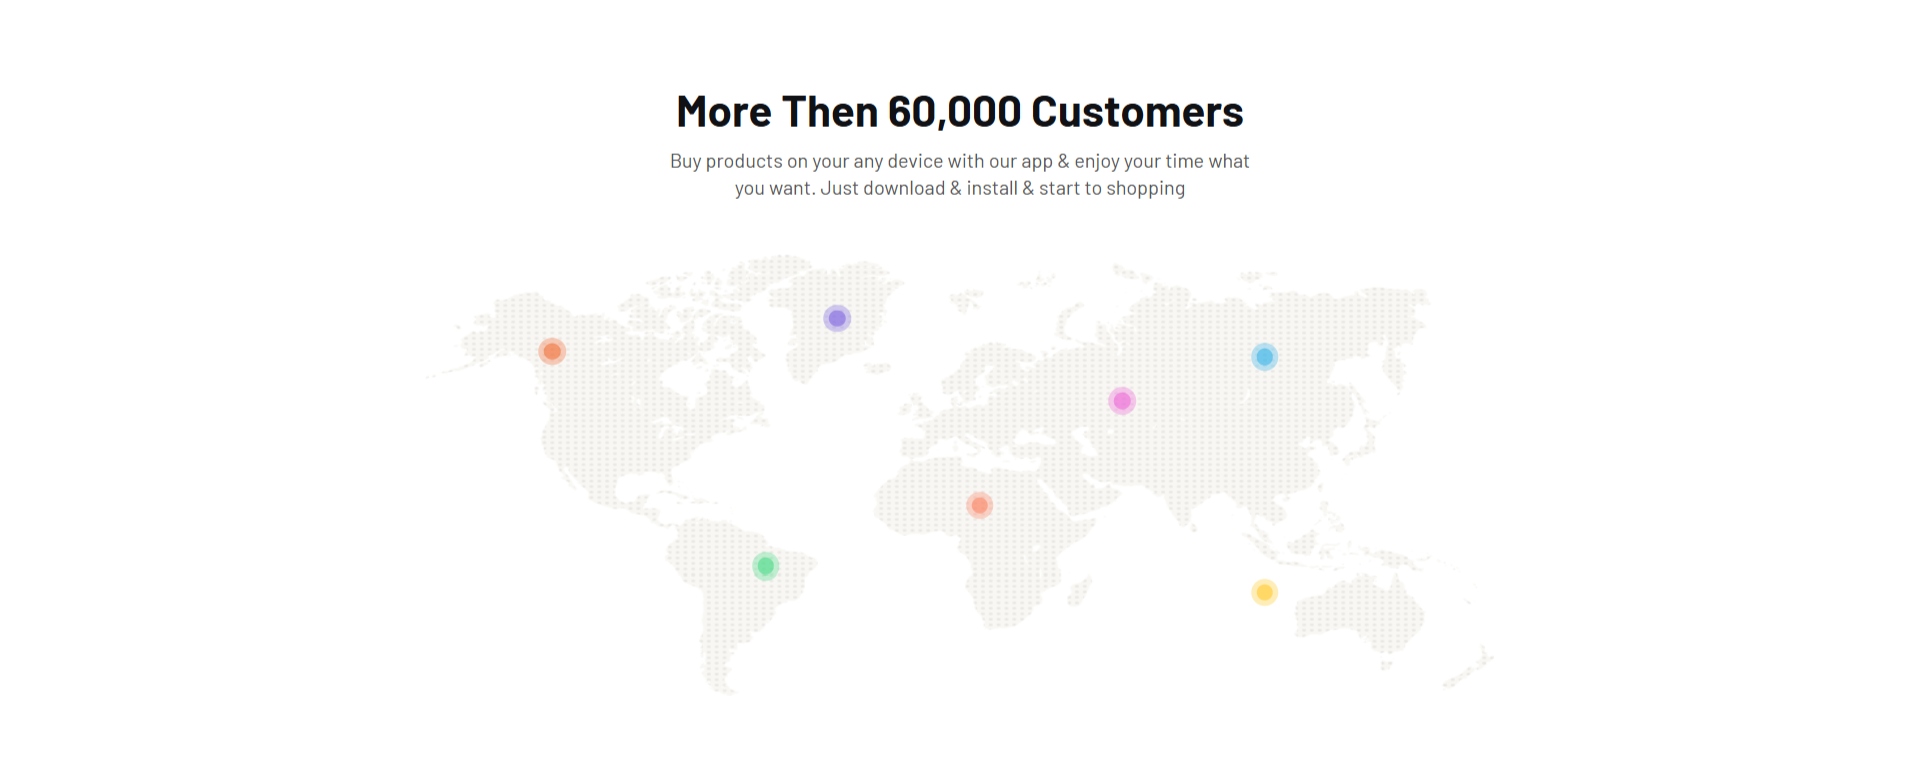 More Then 60,000 Customers
Buy products on your any device with our app & enjoy your time what
you want. Just download & install & start to shopping